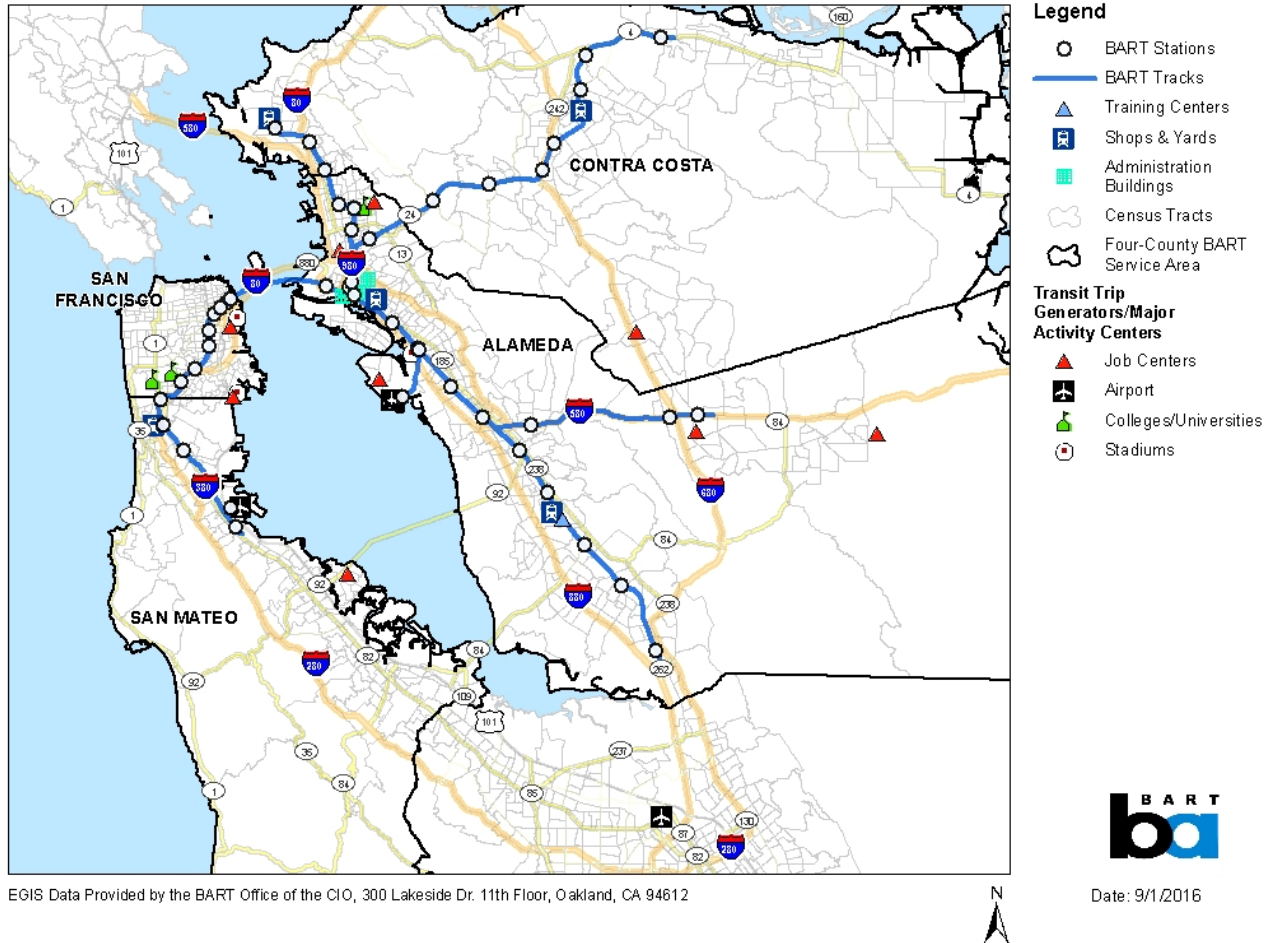 160
4
80
242
580
101
CONTRA COSTA
4
1
24
13
880
980
SAN
FRANCISCO
80
1
ALAMEDA
185
580
84
35
238
92
380
680
1
84
92
880
238
SAN MATEO
82
84
280
262
92
109
101
237
35
84
1
85
130
87
280
82
Legend
BART Stations
BART Tracks
Training Centers
Shops & Yards
Administration
Buildings
Census Tracts
Four-County BART
Service Area
Transit Trip
Generators/Major
Activity Centers
Job Centers
Airport
Colleges/Universities
Stadiums
BART
ba
EGIS Data Provided by the BART Office of the CIO, 300 Lakeside Dr. 11th Floor, Oakland, CA 94612
N
Date: 9/1/2016